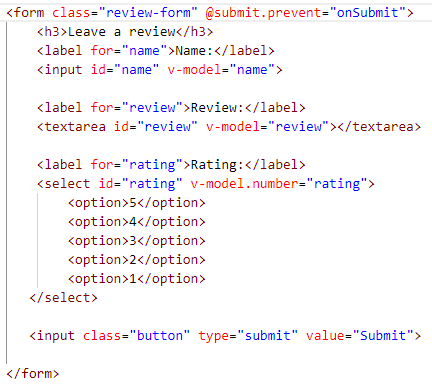 <form class="review-form" @submit.prevent="onSubmit">
    <h3>Leave a review</h3>
    <label for="name">Name:</label>
    <input id="name" v-model="name">

    <label for="review">Review:</label>
    <textarea id="review" v-model="review"></textarea>

    <label for="rating">Rating:</label>
    <select id="rating" v-model.number="rating">
        <option>5</option>
        <option>4</option>
        <option>3</option>
        <option>2</option>
        <option>1</option>
   </select>

   <input class="button" type="submit" value="Submit">

</form>